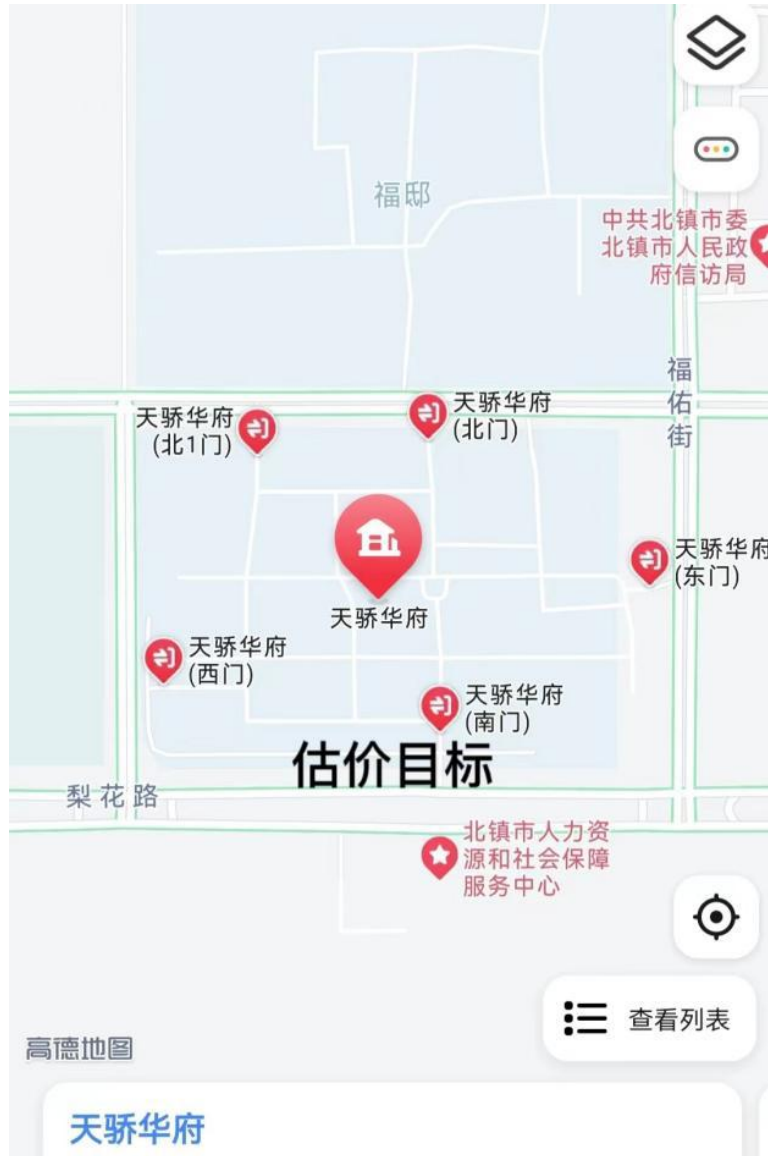 福邸
中共北镇市委
北镇市人民政
府信访局
福佑街
天骄华府
(北1门)
天骄华府
(北门)
天骄华府
(东门)
天骄华府
天骄华府
(西门)
天骄华府
(南门)
估价目标
梨花路
北镇市人力资
源和社会保障
服务中心
查看列表
高德地图
天骄华府